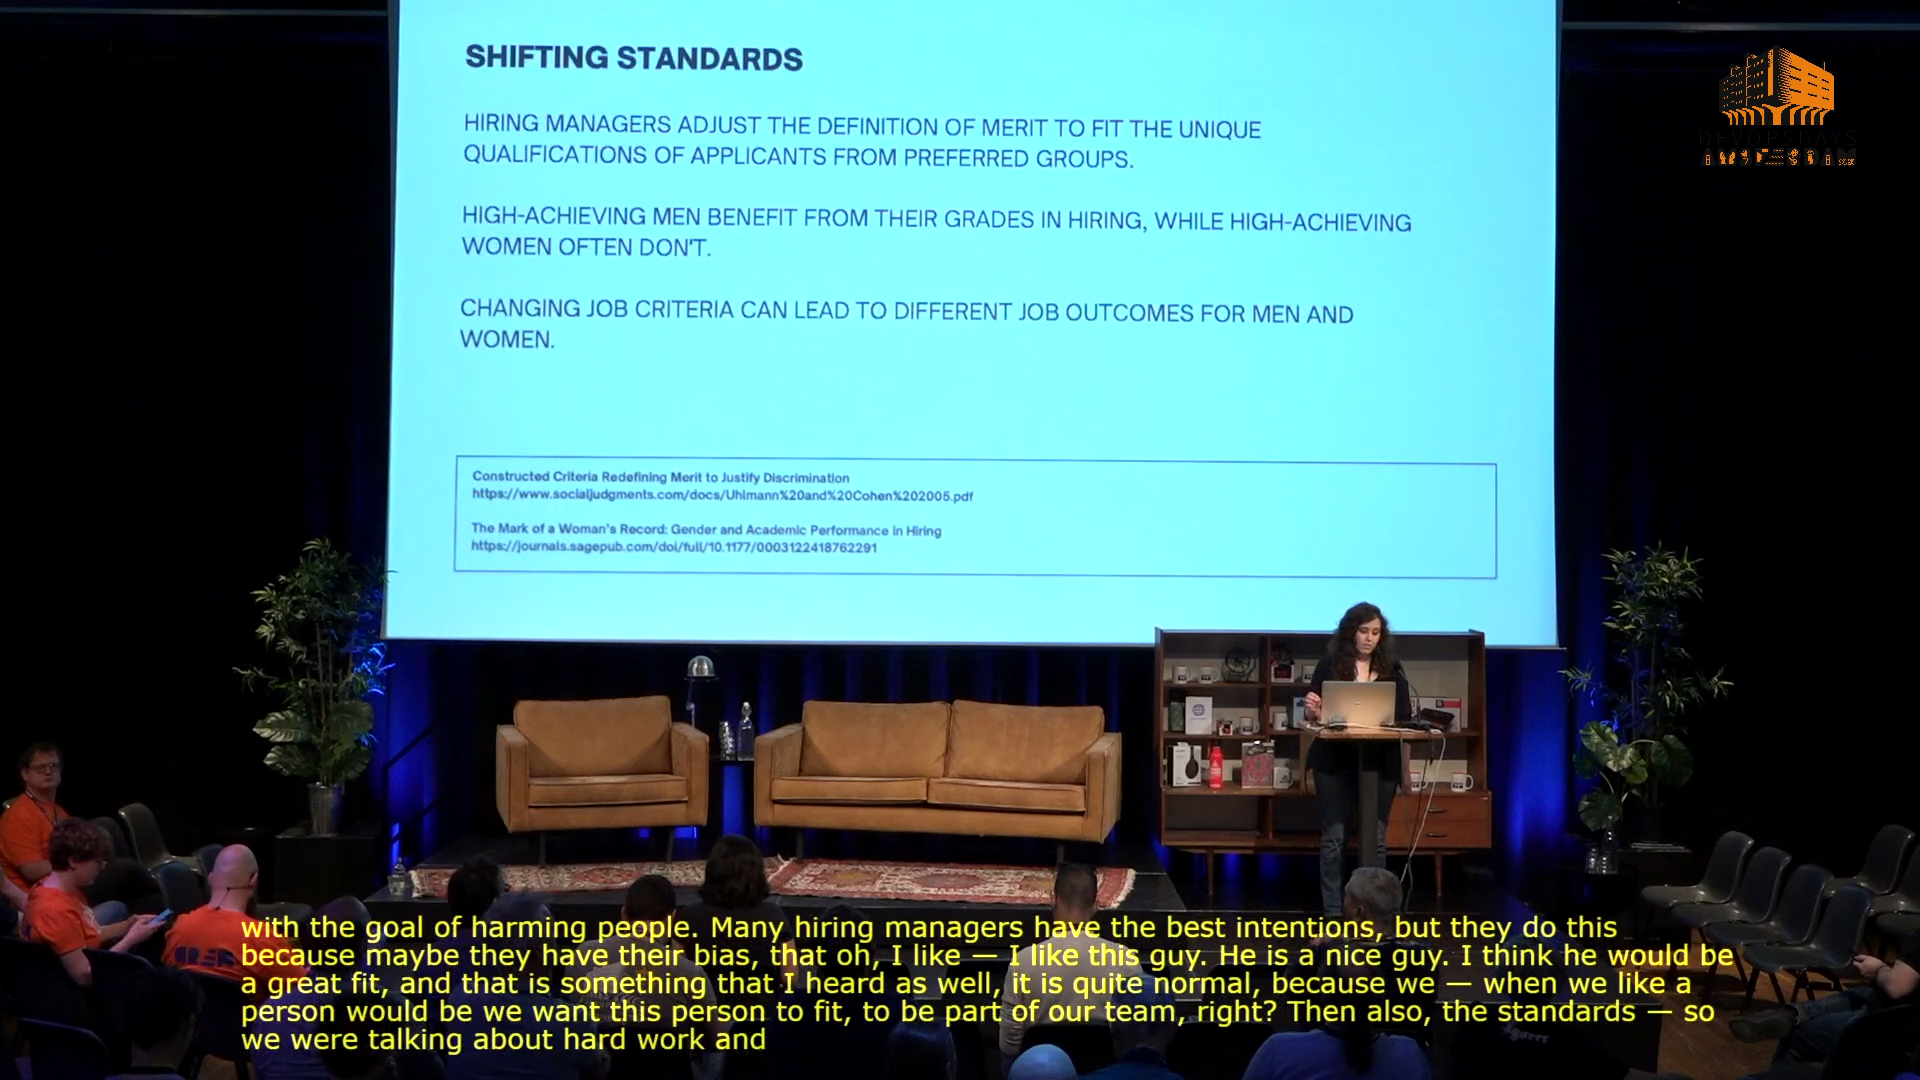 SHIFTING STANDARDS
HIRING MANAGERS ADJUST THE DEFINITION OF MERIT TO FIT THE UNIQUE
QUALIFICATIONS OF APPLICANTS FROM PREFERRED GROUPS.
HIGH-ACHIEVING MEN BENEFIT FROM THEIR GRADES IN HIRING, WHILE HIGH-ACHIEVING
WOMEN OFTEN DON'T.
CHANGING JOB CRITERIA CAN LEAD TO DIFFERENT JOB OUTCOMES FOR MEN AND
WOMEN.
Constructed Criteria Redefining Merit to Justify Discrimination
https://www.socialjudgments.com/docs/Uhlmann%20and%20Cohen%202005.pdf
The Mark of a Woman's Record: Gender and Academic Performance in Hiring
https://journals.sagepub.com/doi/full/10.1177/0003122418762291
DEVOPSDAYS
AMSTERDAM
with the goal of harming people. Many hiring managers have the best intentions, but they do this
because maybe they have their bias, that oh, I like — I like this guy. He is a nice guy. I think he would be
a great fit, and that is something that I heard as well, it is quite normal, because we — when we like a
person would be we want this person to fit, to be part of our team, right? Then also, the standards — so
we were talking about hard work and